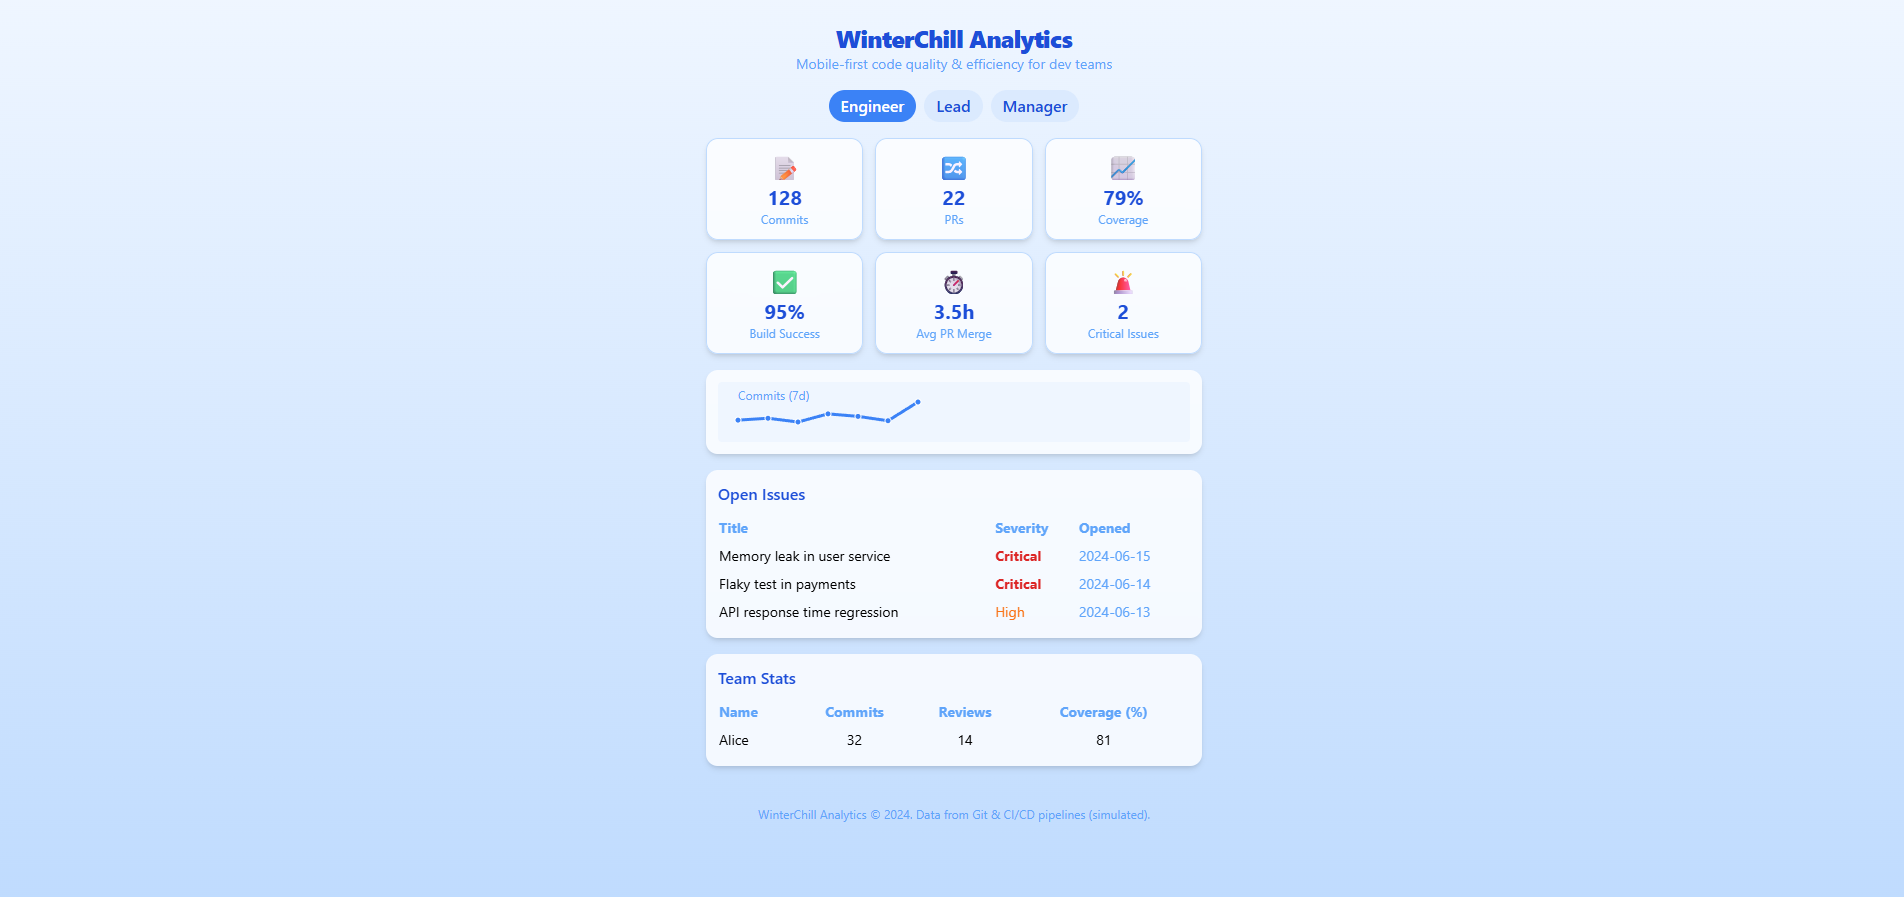 WinterChill Analytics
Mobile-first code quality & efficiency for dev teams
Engineer Lead Manager
128 22 79%
Commits PRs Coverage
95% 3.5h 2
Build Success Avg PR Merge Critical Issues
Commits (7d)
Open Issues
Title Severity Opened
Memory leak in user service Critical 2024-06-15
Flaky test in payments Critical 2024-06-14
API response time regression High 2024-06-13
Team Stats
Name Commits Reviews Coverage (%)
Alice 32 14 81
WinterChill Analytics © 2024. Data from Git & CI/CD pipelines (simulated).